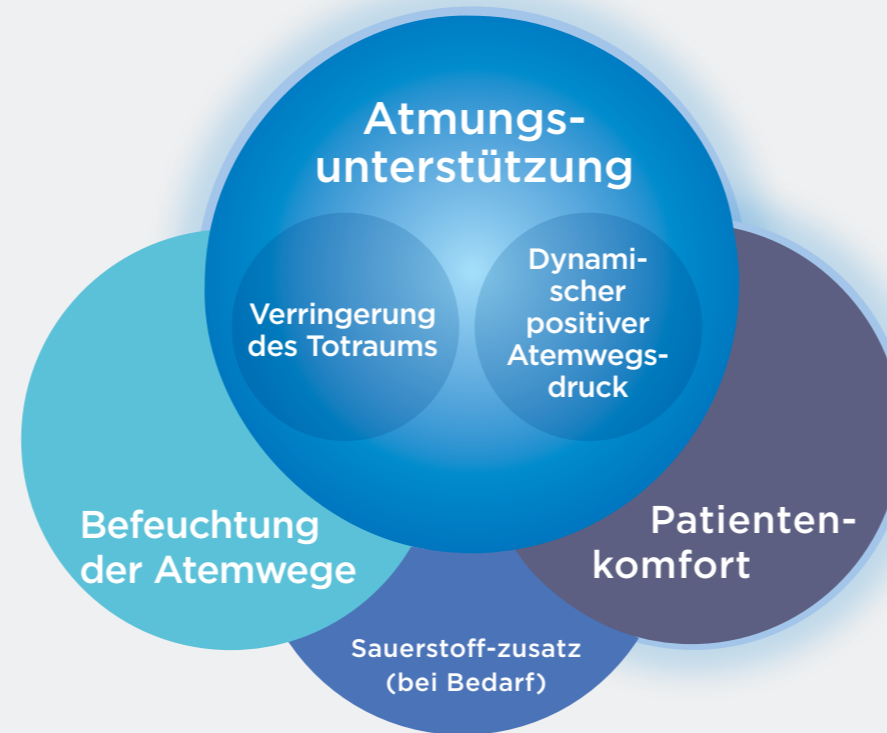 Atmungs-
unterstützung
Verringerung
des Totraums
Dynami-
scher
positiver
Atemwegs-
druck
Befeuchtung
der Atemwege
Patienten-
komfort
Sauerstoff-zusatz
(bei Bedarf)